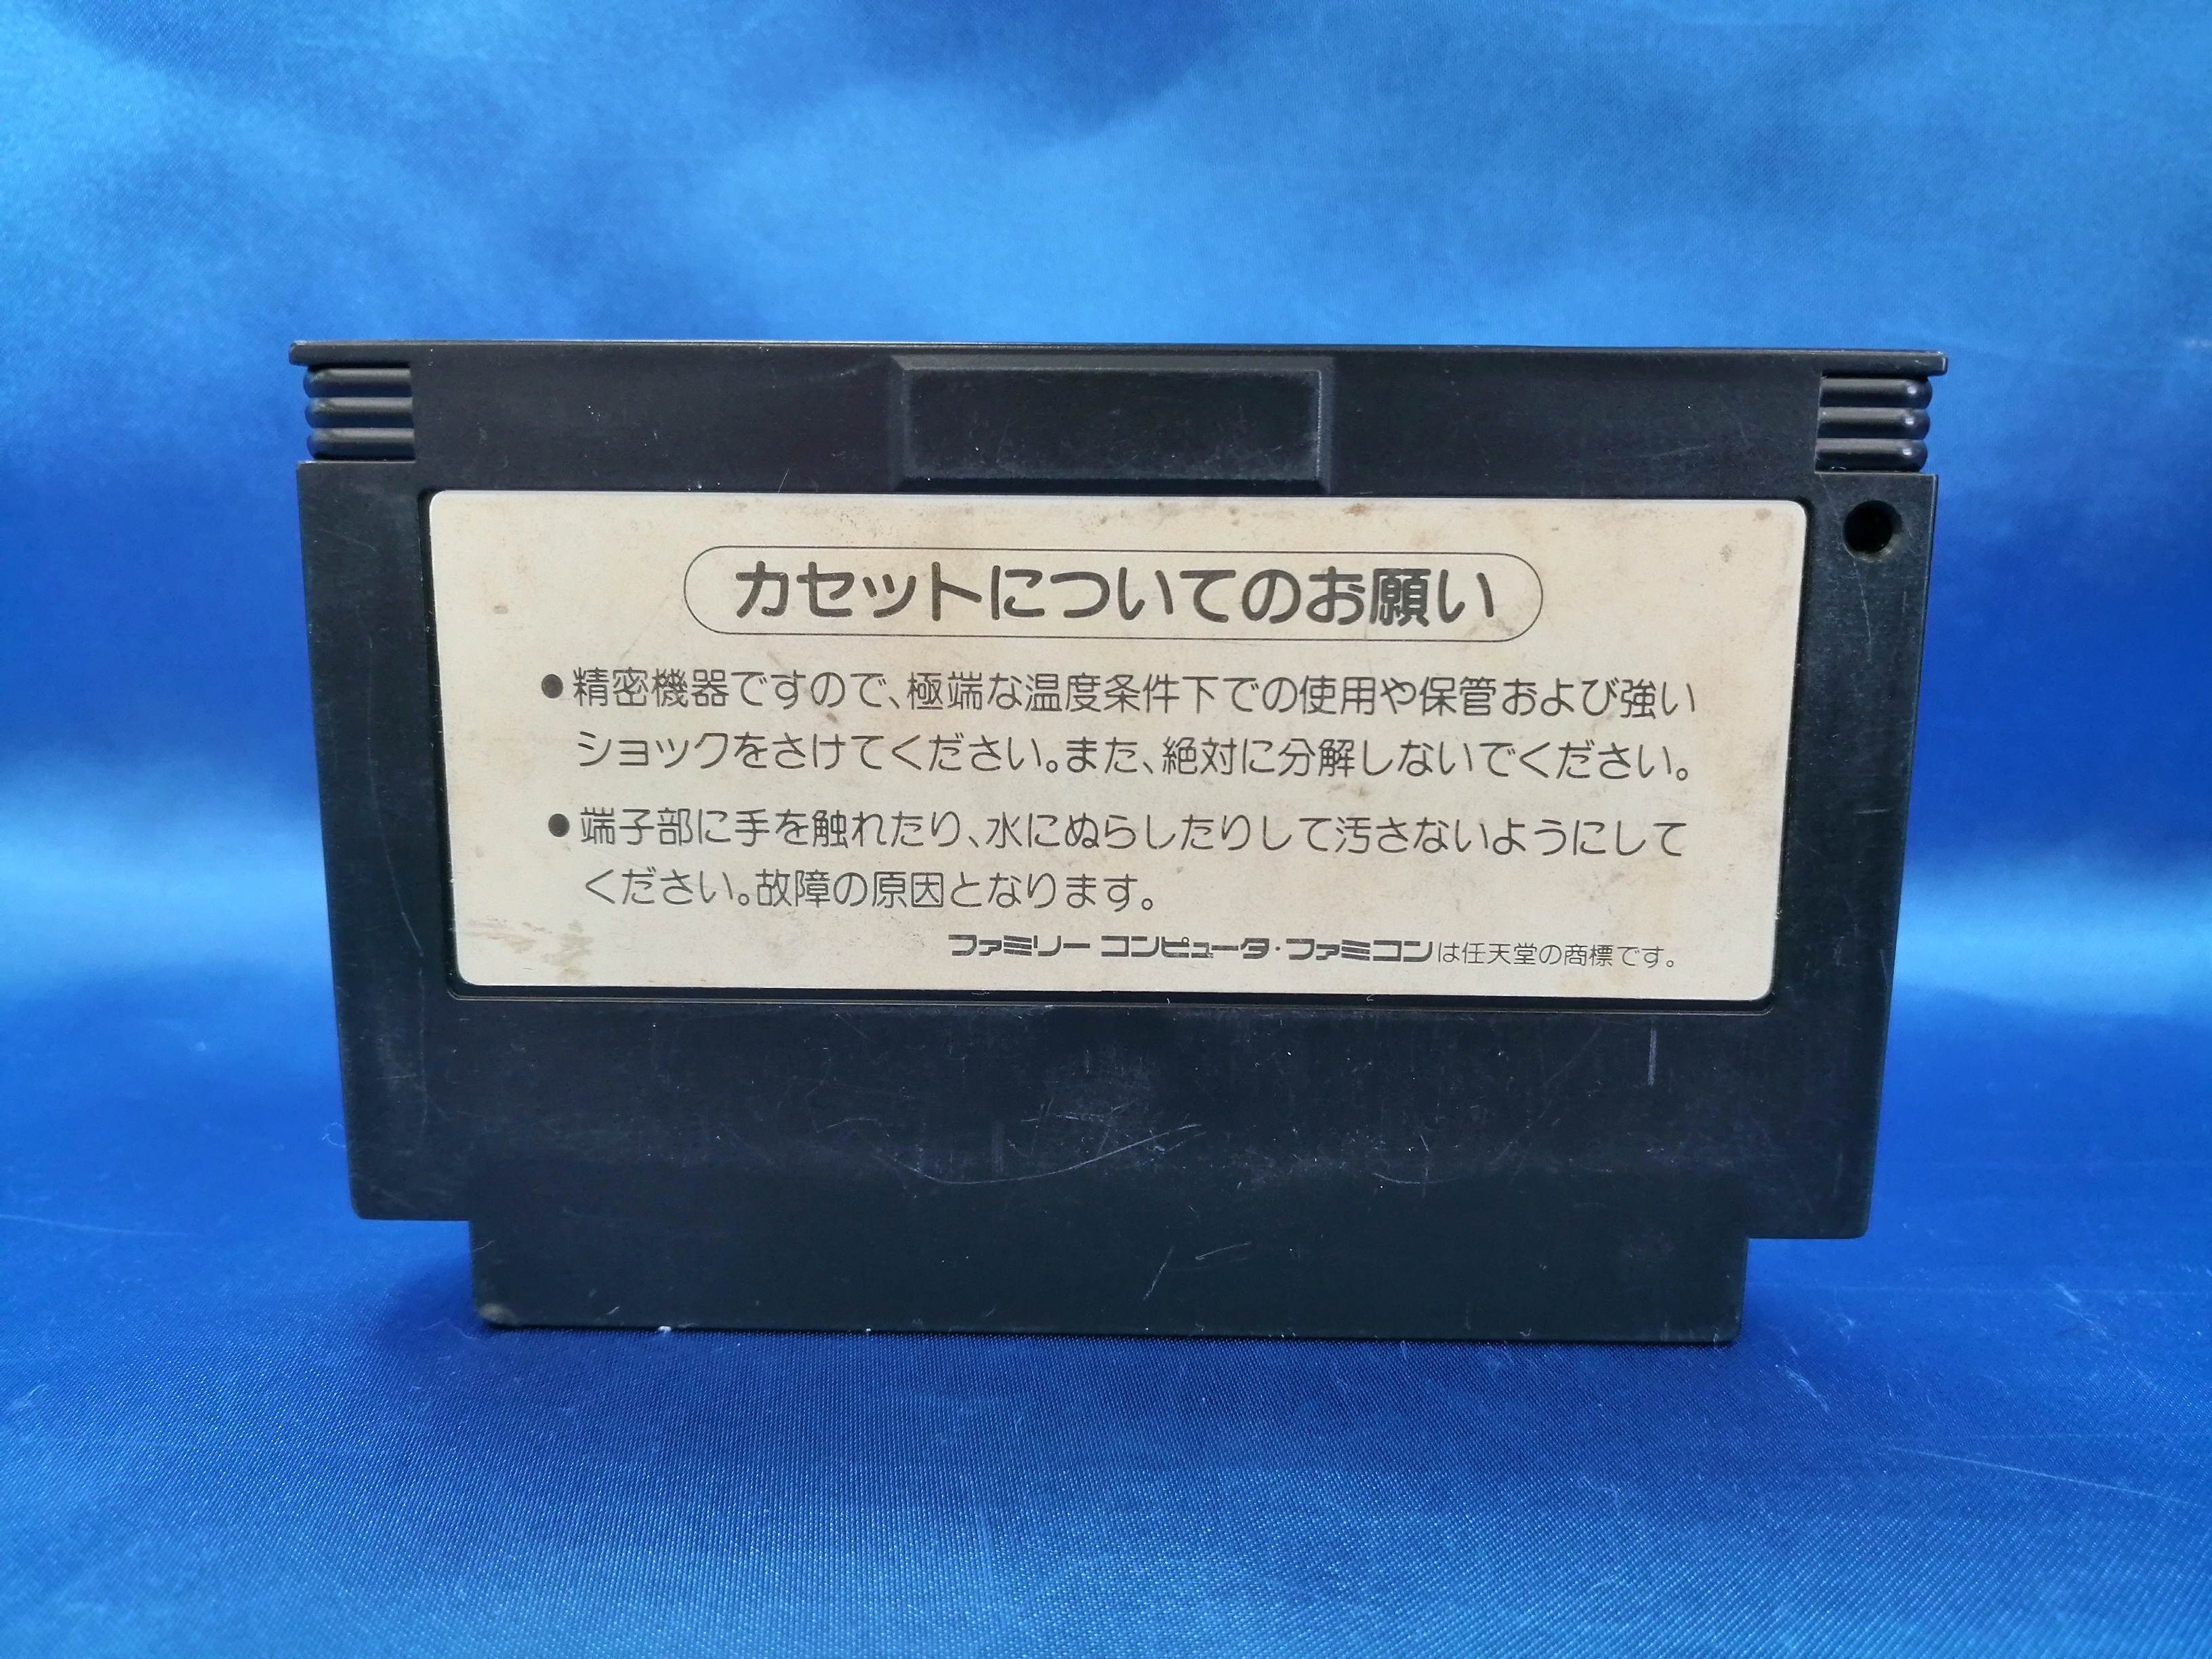 カセットについてのお願い
●精密機器ですので、極端な温度条件下での使用や保管および強い
ショックをさけてください。また、絶対に分解しないでください。
●端子部に手を触れたり、水にぬらしたりして汚さないようにして
ください。故障の原因となります。
ファミリー コンピュータ・ファミコンは任天堂の商標です。